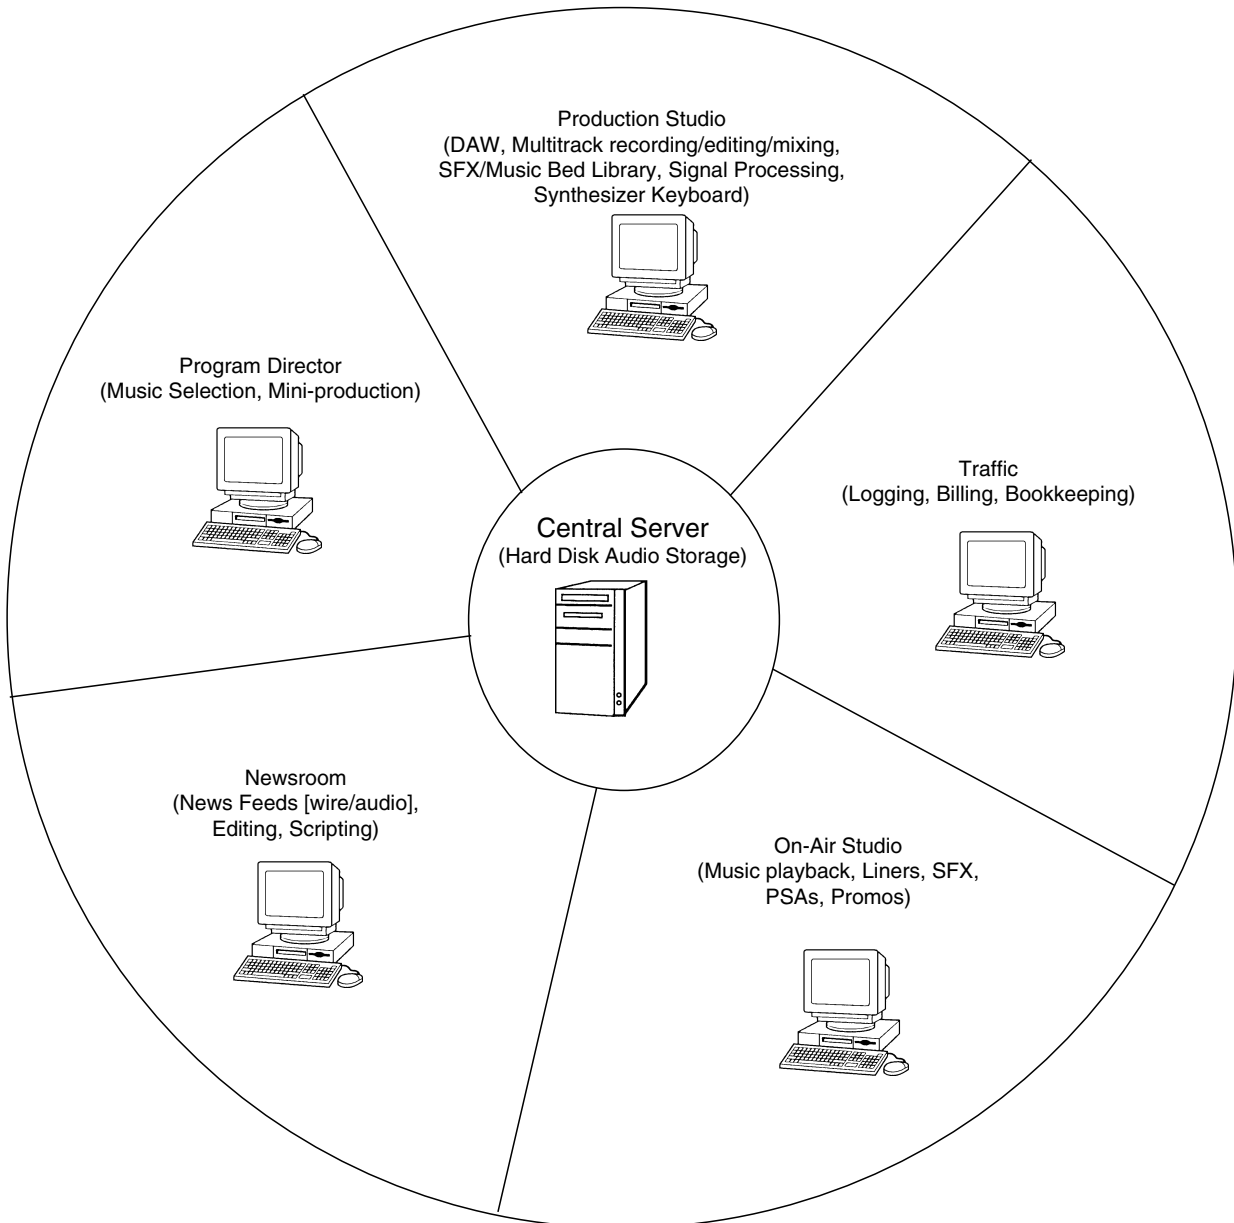 Production Studio
(DAW, Multitrack recording/editing/mixing,
SFX/Music Bed Library, Signal Processing,
Synthesizer Keyboard)
Program Director
(Music Selection, Mini-production)
Traffic
(Logging, Billing, Bookkeeping)
Central Server
(Hard Disk Audio Storage)
Newsroom
(News Feeds [wire/audio],
Editing, Scripting)
On-Air Studio
(Music playback, Liners, SFX,
PSAs, Promos)